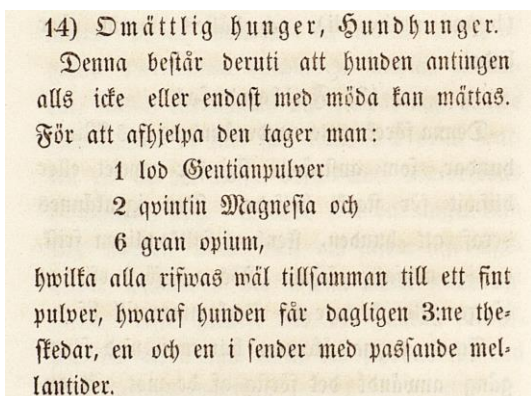 14) Omättlig hunger, Hundhunger.
Denna består deruti att hunden antingen
alls icke eller endast med möda kan mättas.
För att afhjelpa den tager man:
1 lod Gentianpulver
2 qvintin Magnesia och
6 gran opium,
hwilka alla rifwas wäl tillsamman till ett fint
pulver, hwaraf hunden får dagligen 3:ne the-
skedar, en och en i sender med passande mel-
lantider.